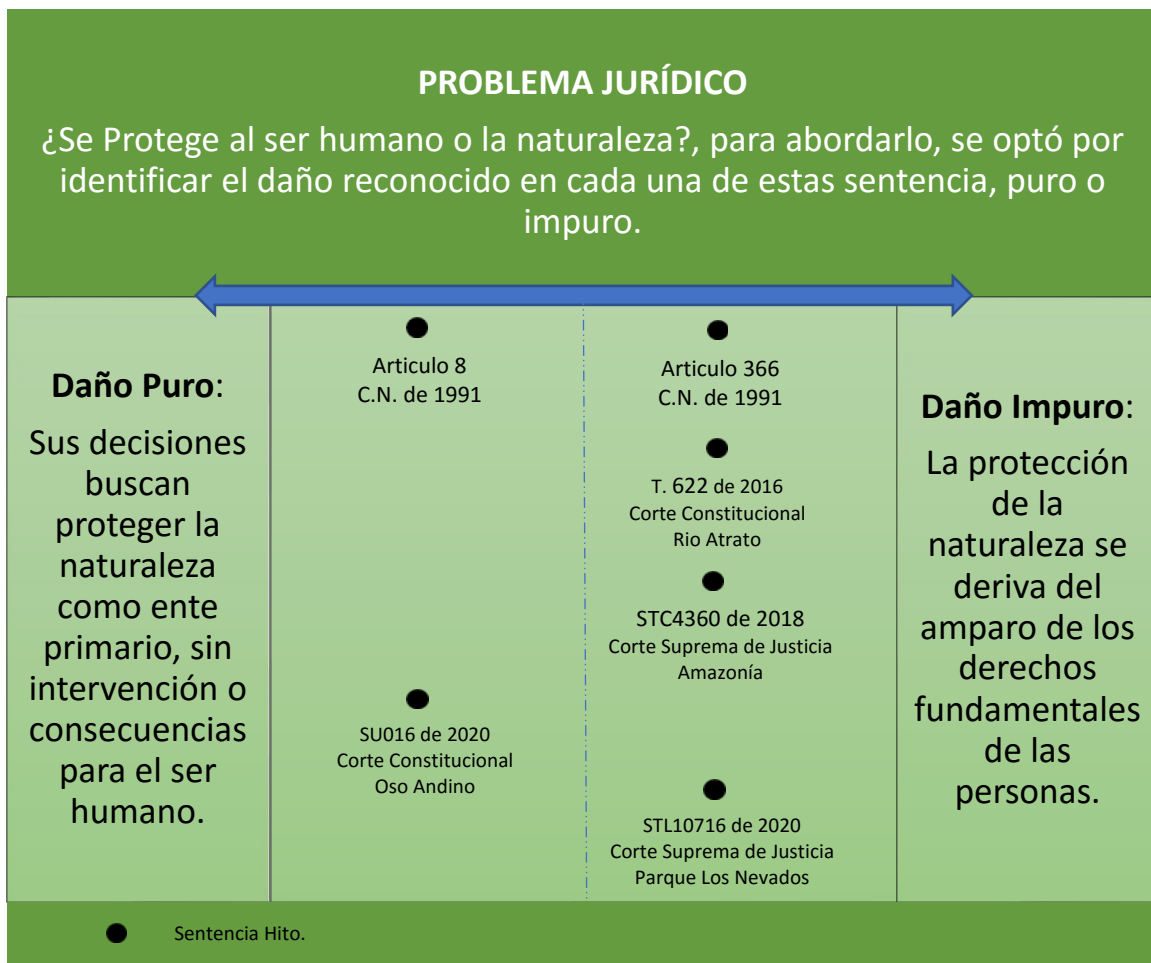 PROBLEMA JURÍDICO
¿Se Protege al ser humano o la naturaleza?, para abordarlo, se optó por
identificar el daño reconocido en cada una de estas sentencia, puro o
impuro.
Daño Puro:
Sus decisiones
buscan
proteger la
naturaleza
como ente
primario, sin
intervención o
consecuencias
para el ser
humano.
Articulo 8
C.N. de 1991
SU016 de 2020
Corte Constitucional
Oso Andino
Articulo 366
C.N. de 1991
T. 622 de 2016
Corte Constitucional
Rio Atrato
STC4360 de 2018
Corte Suprema de Justicia
Amazonía
STL10716 de 2020
Corte Suprema de Justicia
Parque Los Nevados
Daño Impuro:
La protección
de la
naturaleza se
deriva del
amparo de los
derechos
fundamentales
de las
personas.
Sentencia Hito.